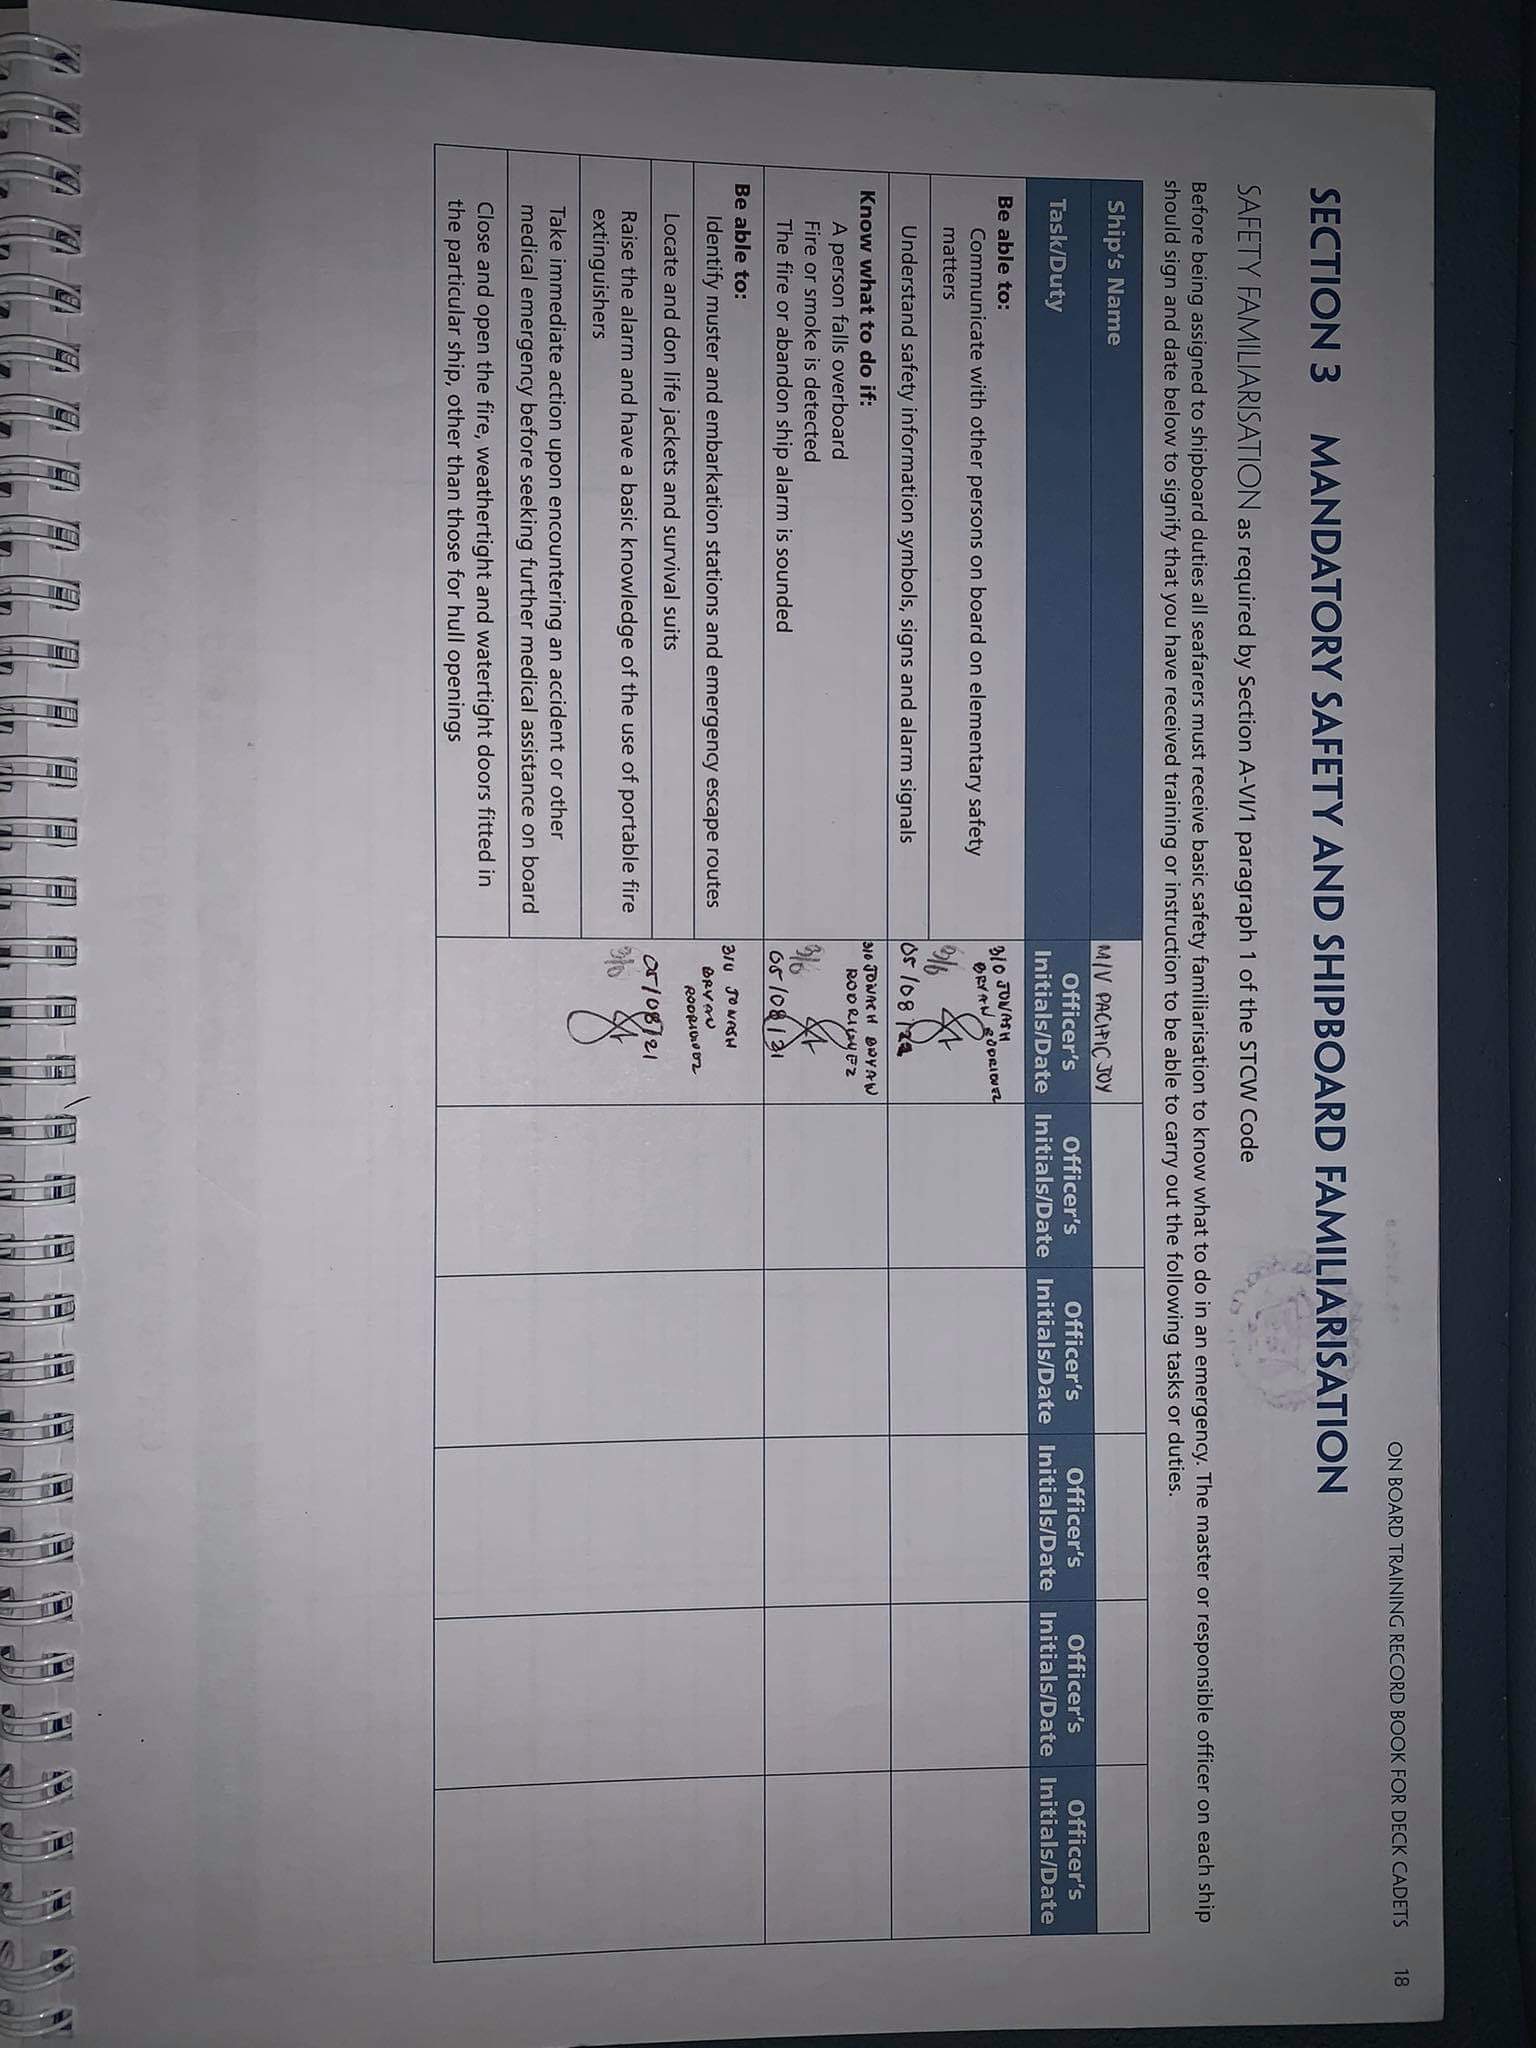 ON BOARD TRAINING RECORD BOOK FOR DECK CADETS 18
SECTION 3 MANDATORY SAFETY AND SHIPBOARD FAMILIARISATION
SAFETY FAMILIARISATION as required by Section A-VI/1 paragraph 1 of the STCW Code
Before being assigned to shipboard duties all seafarers must receive basic safety familiarisation to know what to do in an emergency. The master or responsible officer on each ship
should sign and date below to signify that you have received training or instruction to be able to carry out the following tasks or duties.
Ship's Name M/V PACIFIC JOY
Task/Duty Officer's Initials/Date Officer's Initials/Date Officer's Initials/Date Officer's Initials/Date Officer's Initials/Date Officer's Initials/Date
Be able to:
Communicate with other persons on board on elementary safety
matters
3/O JONASH
BRYAN RODRIGUEZ
3/O
Understand safety information symbols, signs and alarm signals
05/08/21
Know what to do if:
A person falls overboard
Fire or smoke is detected
The fire or abandon ship alarm is sounded
3/O JONASH BRYAN
RODRIGUEZ
3/O
05/08/21
Be able to:
Identify muster and embarkation stations and emergency escape routes
3/O JONASH
BRYAN
RODRIGUEZ
Locate and don life jackets and survival suits
05/08/21
Raise the alarm and have a basic knowledge of the use of portable fire
extinguishers
3/O
Take immediate action upon encountering an accident or other
medical emergency before seeking further medical assistance on board
Close and open the fire, weathertight and watertight doors fitted in
the particular ship, other than those for hull openings